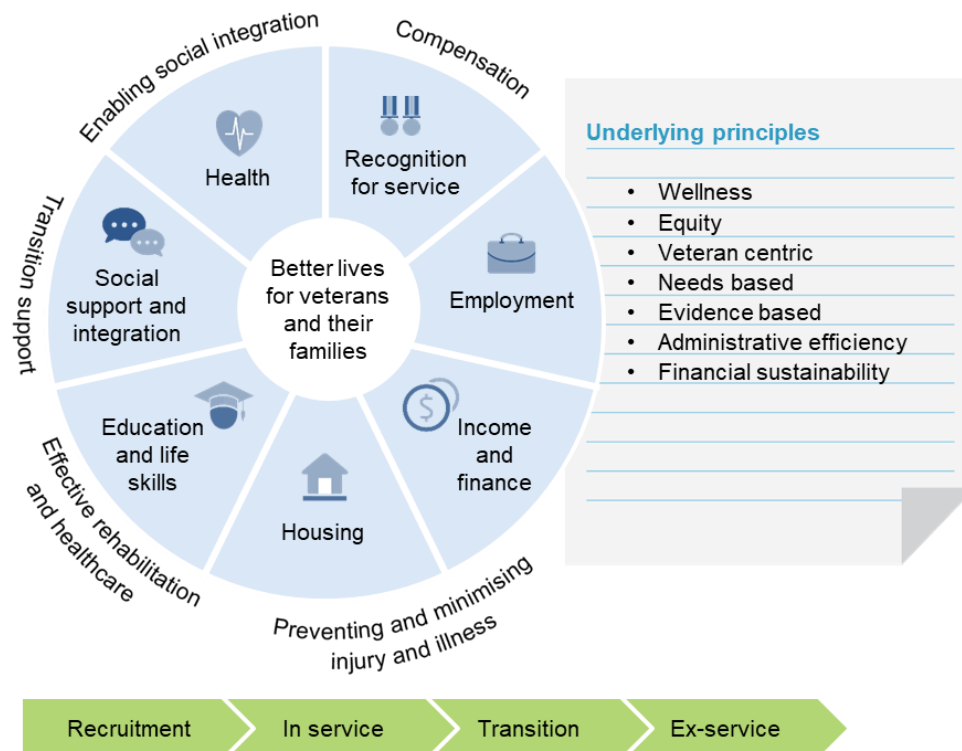 Enabling social integration
Compensation
Health
Recognition
for service
Underlying principles
• Wellness
• Equity
• Veteran centric
• Needs based
• Evidence based
• Administrative efficiency
• Financial sustainability
Transition support
Social
support and
integration
Better lives
for veterans
and their
families
Employment
$
Education
and life
skills
Income
and
finance
Housing
Effective rehabilitation
and healthcare
Preventing and minimising
injury and illness
Recruitment
In service
Transition
Ex-service